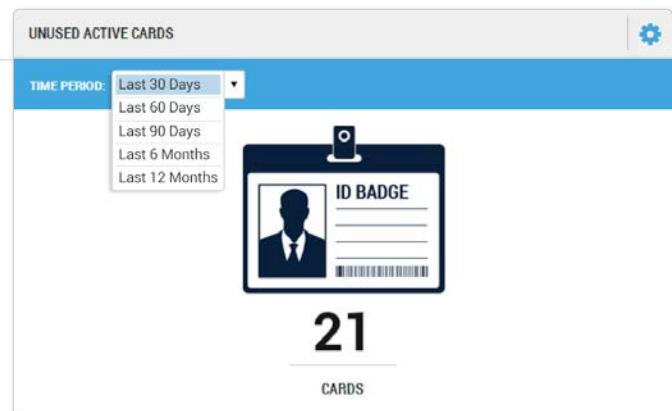 UNUSED ACTIVE CARDS
TIME PERIOD: Last 30 Days
Last 60 Days
Last 90 Days
Last 6 Months
Last 12 Months
ID BADGE
21
CARDS